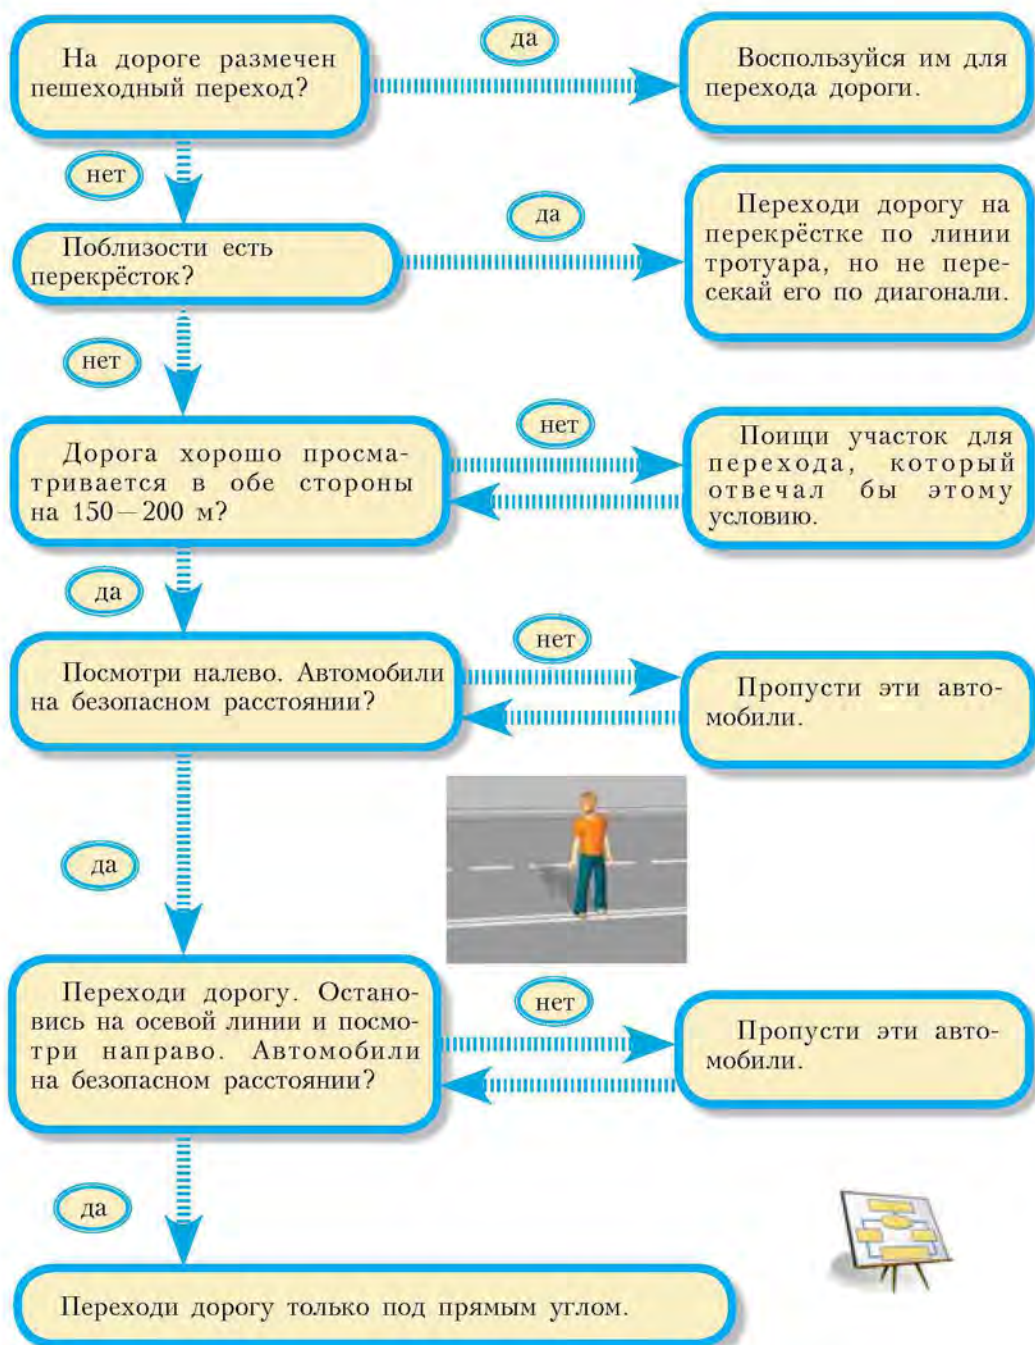 На дороге размечен
пешеходный переход?
да
Воспользуйся им для
перехода дороги.
нет
Поблизости есть
перекрёсток?
да
Переходи дорогу на
перекрёстке по линии
тротуара, но не пере-
секай его по диагонали.
нет
Дорога хорошо просма-
тривается в обе стороны
на 150—200 м?
нет
Поищи участок для
перехода, который
отвечал бы этому
условию.
да
Посмотри налево. Автомобили
на безопасном расстоянии?
нет
Пропусти эти авто-
мобили.
да
Переходи дорогу. Остано-
вись на осевой линии и посмо-
три направо. Автомобили
на безопасном расстоянии?
нет
Пропусти эти авто-
мобили.
да
Переходи дорогу только под прямым углом.